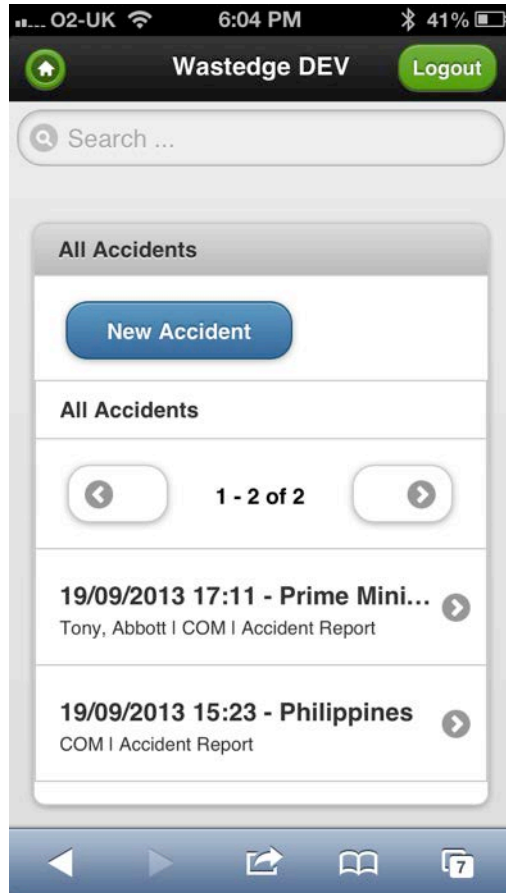 O2-UK 6:04 PM 41%
Wastedge DEV Logout
Search ...
All Accidents
New Accident
All Accidents
1 - 2 of 2
19/09/2013 17:11 - Prime Mini...
Tony, Abbott | COM | Accident Report
19/09/2013 15:23 - Philippines
COM | Accident Report
7